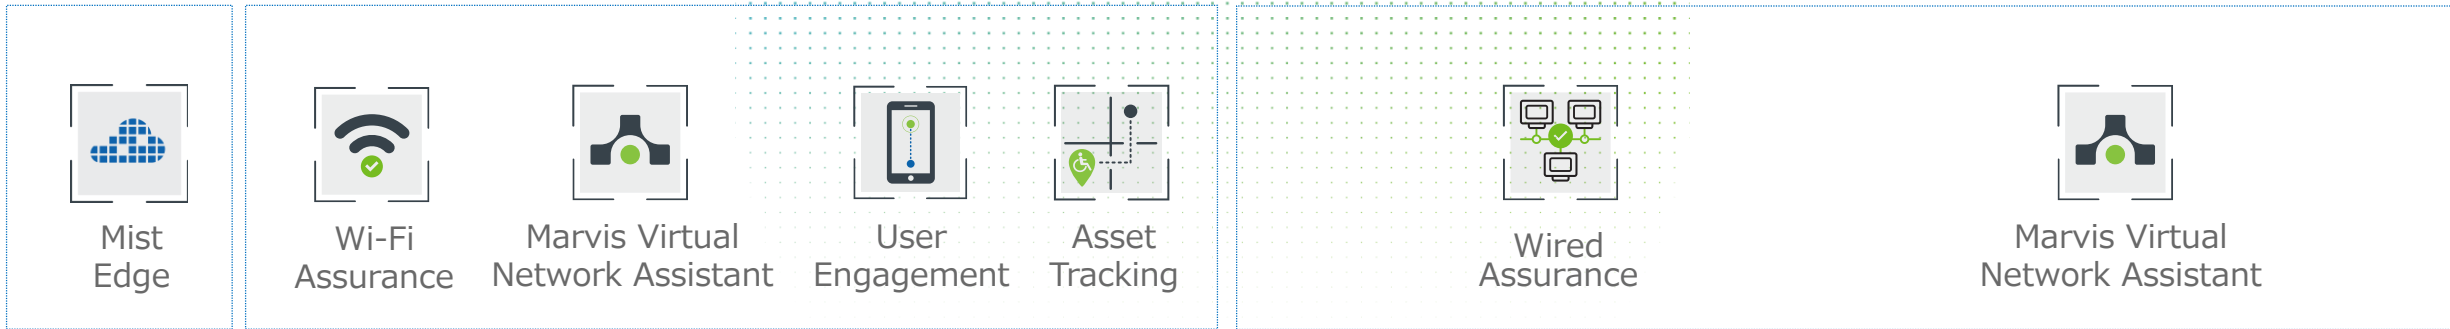 Mist
Edge
Wi-Fi
Assurance
Marvis Virtual
Network Assistant
User
Engagement
Asset
Tracking
Wired
Assurance
Marvis Virtual
Network Assistant